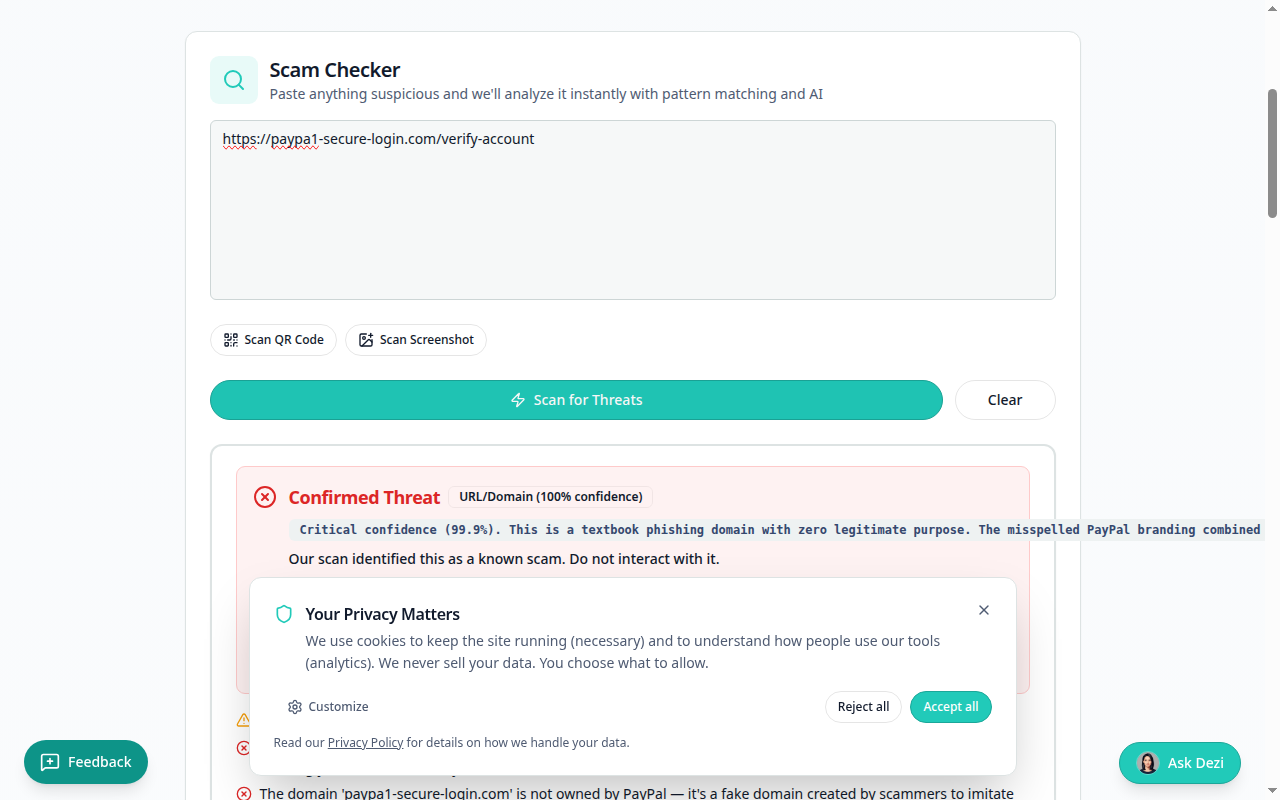 Scam Checker
Paste anything suspicious and we'll analyze it instantly with pattern matching and AI
https://paypa1-secure-login.com/verify-account
Scan QR Code
Scan Screenshot
Scan for Threats
Clear
Confirmed Threat
URL/Domain (100% confidence)
Critical confidence (99.9%). This is a textbook phishing domain with zero legitimate purpose. The misspelled PayPal branding combined
Our scan identified this as a known scam. Do not interact with it.
Your Privacy Matters
We use cookies to keep the site running (necessary) and to understand how people use our tools
(analytics). We never sell your data. You choose what to allow.
Customize
Reject all
Accept all
Read our Privacy Policy for details on how we handle your data.
Feedback
Ask Dezi
The domain 'paypa1-secure-login.com' is not owned by PayPal — it's a fake domain created by scammers to imitate